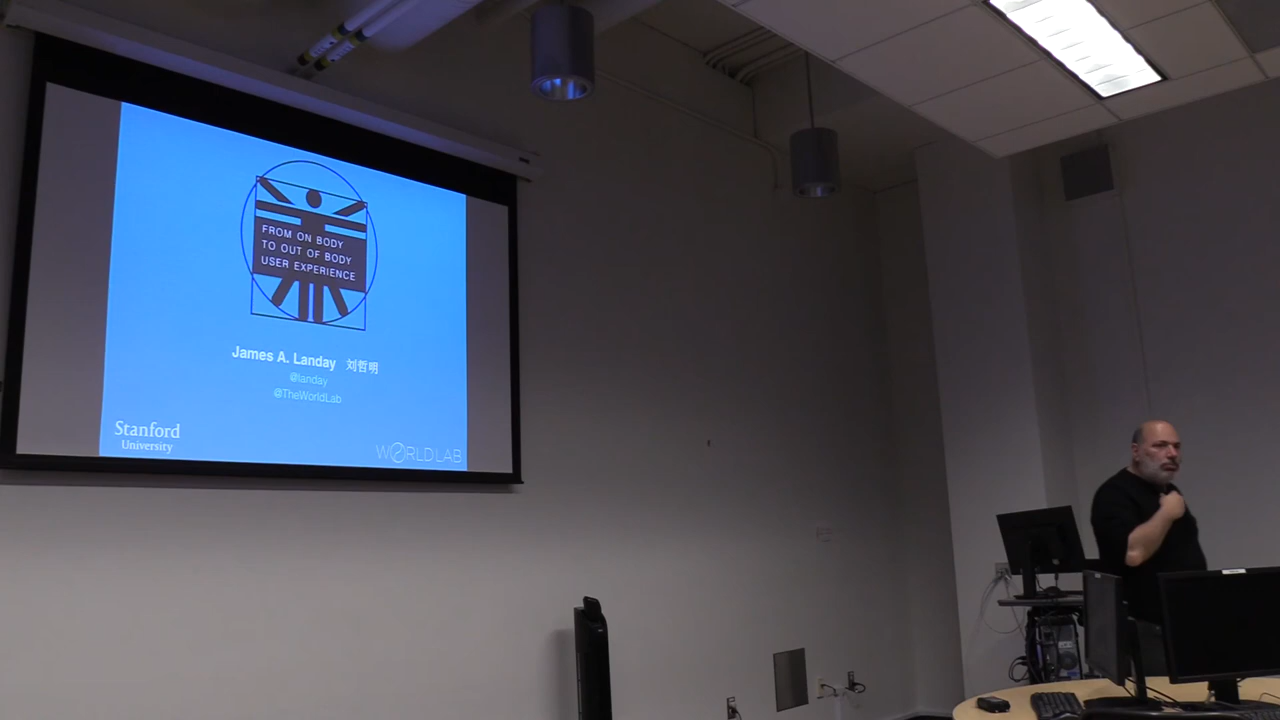 FROM ON BODY
TO OUT OF BODY
USER EXPERIENCE
James A. Landay 刘哲明
@landay
@TheWorldLab
Stanford
University
WORLDLAB